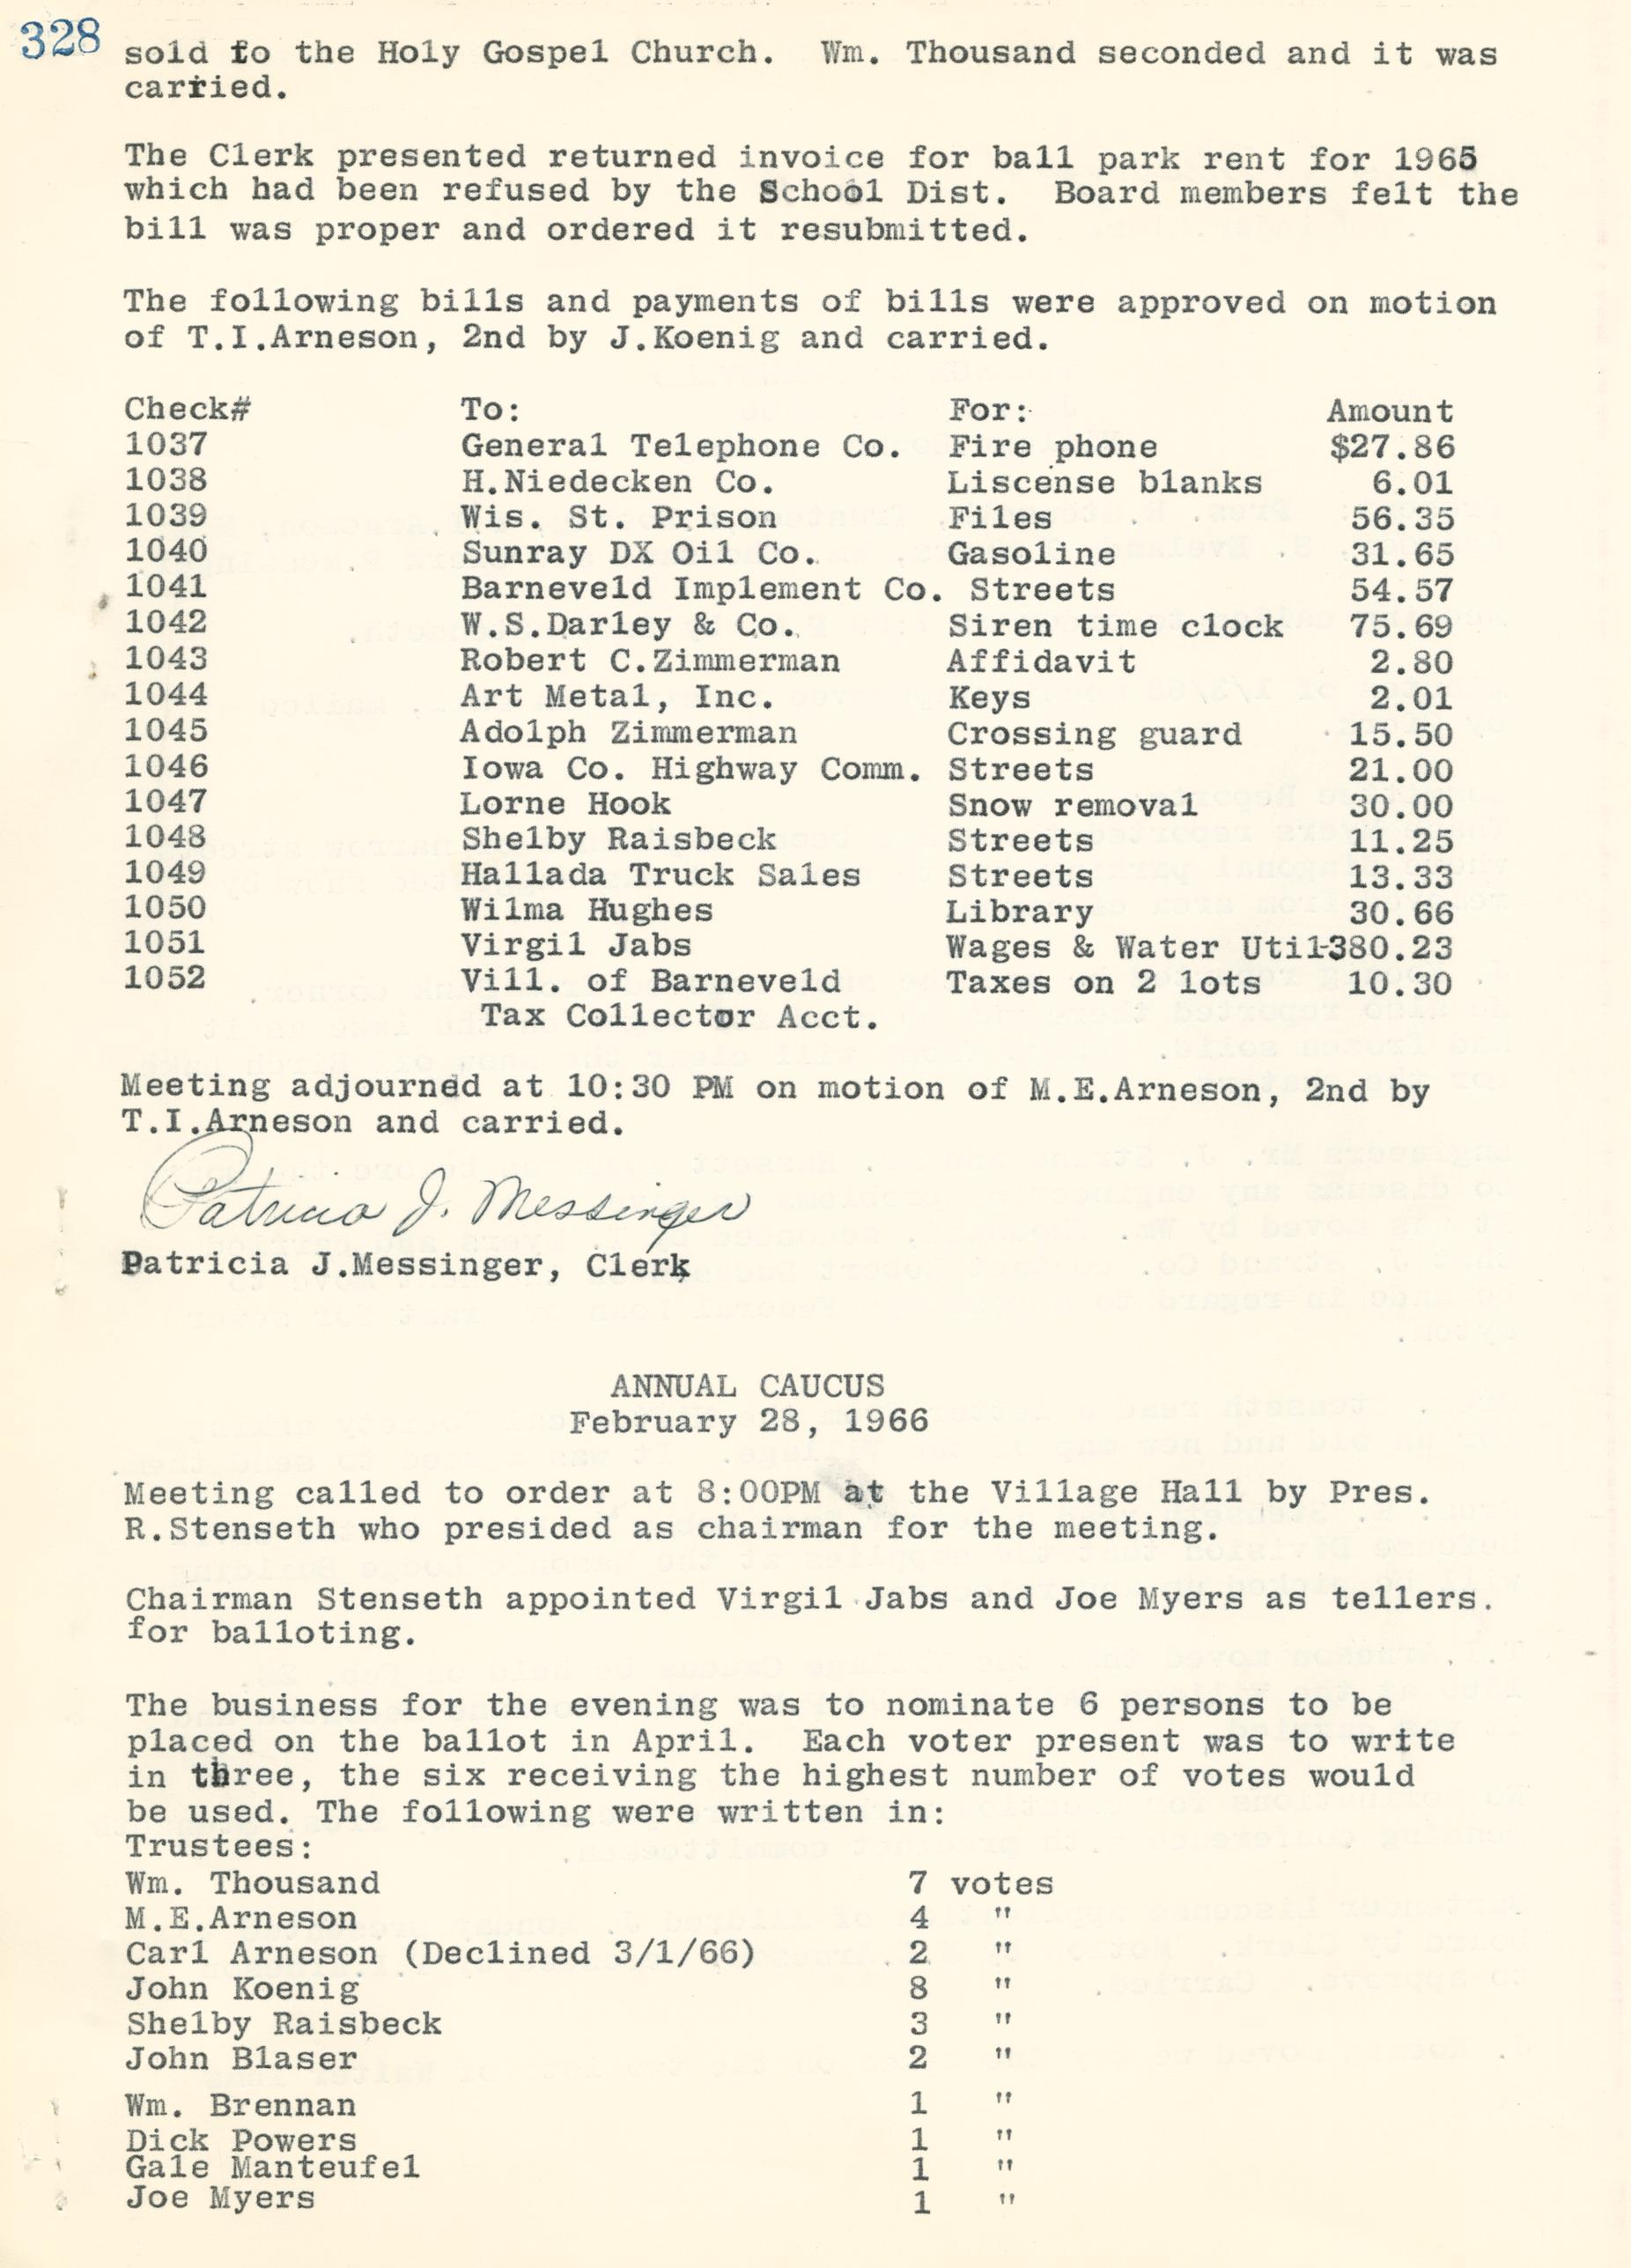 328
sold to the Holy Gospel Church.  Wm. Thousand seconded and it was
carried.
The Clerk presented returned invoice for ball park rent for 1965
which had been refused by the School Dist.  Board members felt the
bill was proper and ordered it resubmitted.
The following bills and payments of bills were approved on motion
of T.I.Arneson, 2nd by J.Koenig and carried.
Check# To: For: Amount
1037 General Telephone Co. Fire phone $27.86
1038 H.Niedecken Co. Liscense blanks 6.01
1039 Wis. St. Prison Files 56.35
1040 Sunray DX Oil Co. Gasoline 31.65
1041 Barneveld Implement Co. Streets 54.57
1042 W.S.Darley & Co. Siren time clock 75.69
1043 Robert C.Zimmerman Affidavit 2.80
1044 Art Metal, Inc. Keys 2.01
1045 Adolph Zimmerman Crossing guard 15.50
1046 Iowa Co. Highway Comm. Streets 21.00
1047 Lorne Hook Snow removal 30.00
1048 Shelby Raisbeck Streets 11.25
1049 Hallada Truck Sales Streets 13.33
1050 Wilma Hughes Library 30.66
1051 Virgil Jabs Wages & Water Util-380.23
1052 Vill. of Barneveld Taxes on 2 lots 10.30
Tax Collector Acct.
Meeting adjourned at 10:30 PM on motion of M.E.Arneson, 2nd by
T.I.Arneson and carried.
Patricia J. Messinger
Patricia J.Messinger, Clerk
ANNUAL CAUCUS
February 28, 1966
Meeting called to order at 8:00PM at the Village Hall by Pres.
R.Stenseth who presided as chairman for the meeting.
Chairman Stenseth appointed Virgil Jabs and Joe Myers as tellers.
for balloting.
The business for the evening was to nominate 6 persons to be
placed on the ballot in April.  Each voter present was to write
in three, the six receiving the highest number of votes would
be used. The following were written in:
Trustees:
Wm. Thousand 7 votes
M.E.Arneson 4 "
Carl Arneson (Declined 3/1/66) 2 "
John Koenig 8 "
Shelby Raisbeck 3 "
John Blaser 2 "
Wm. Brennan 1 "
Dick Powers 1 "
Gale Manteufel 1 "
Joe Myers 1 "